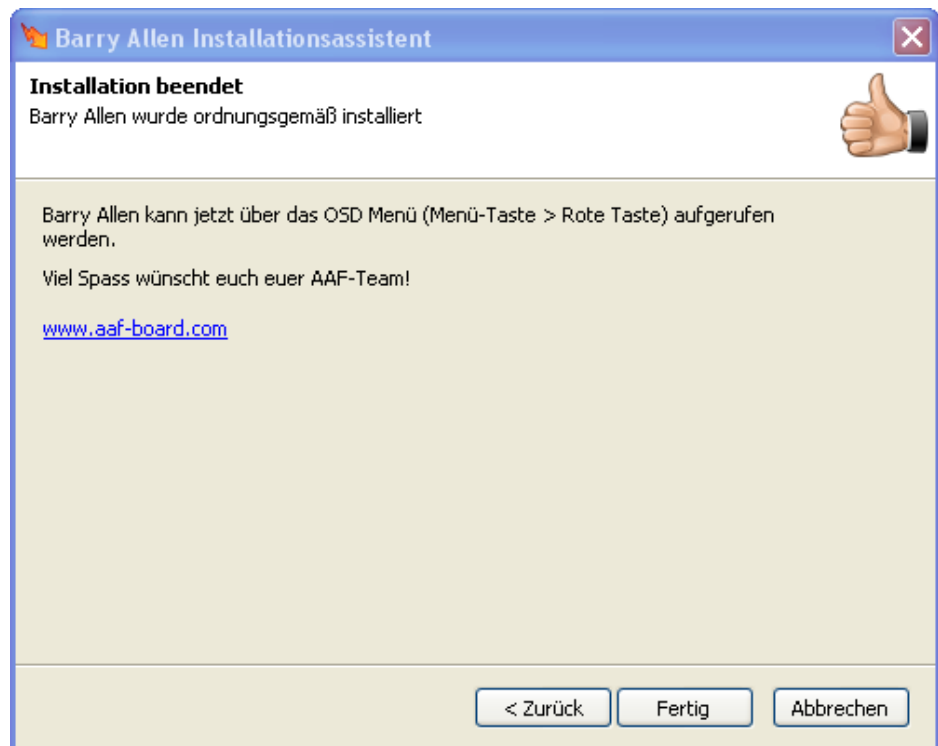 Barry Allen Installationsassistent
Installation beendet
Barry Allen wurde ordnungsgemäß installiert
Barry Allen kann jetzt über das OSD Menü (Menü-Taste > Rote Taste) aufgerufen
werden.
Viel Spass wünscht euch euer AAF-Team!
www.aaf-board.com
< Zurück
Fertig
Abbrechen